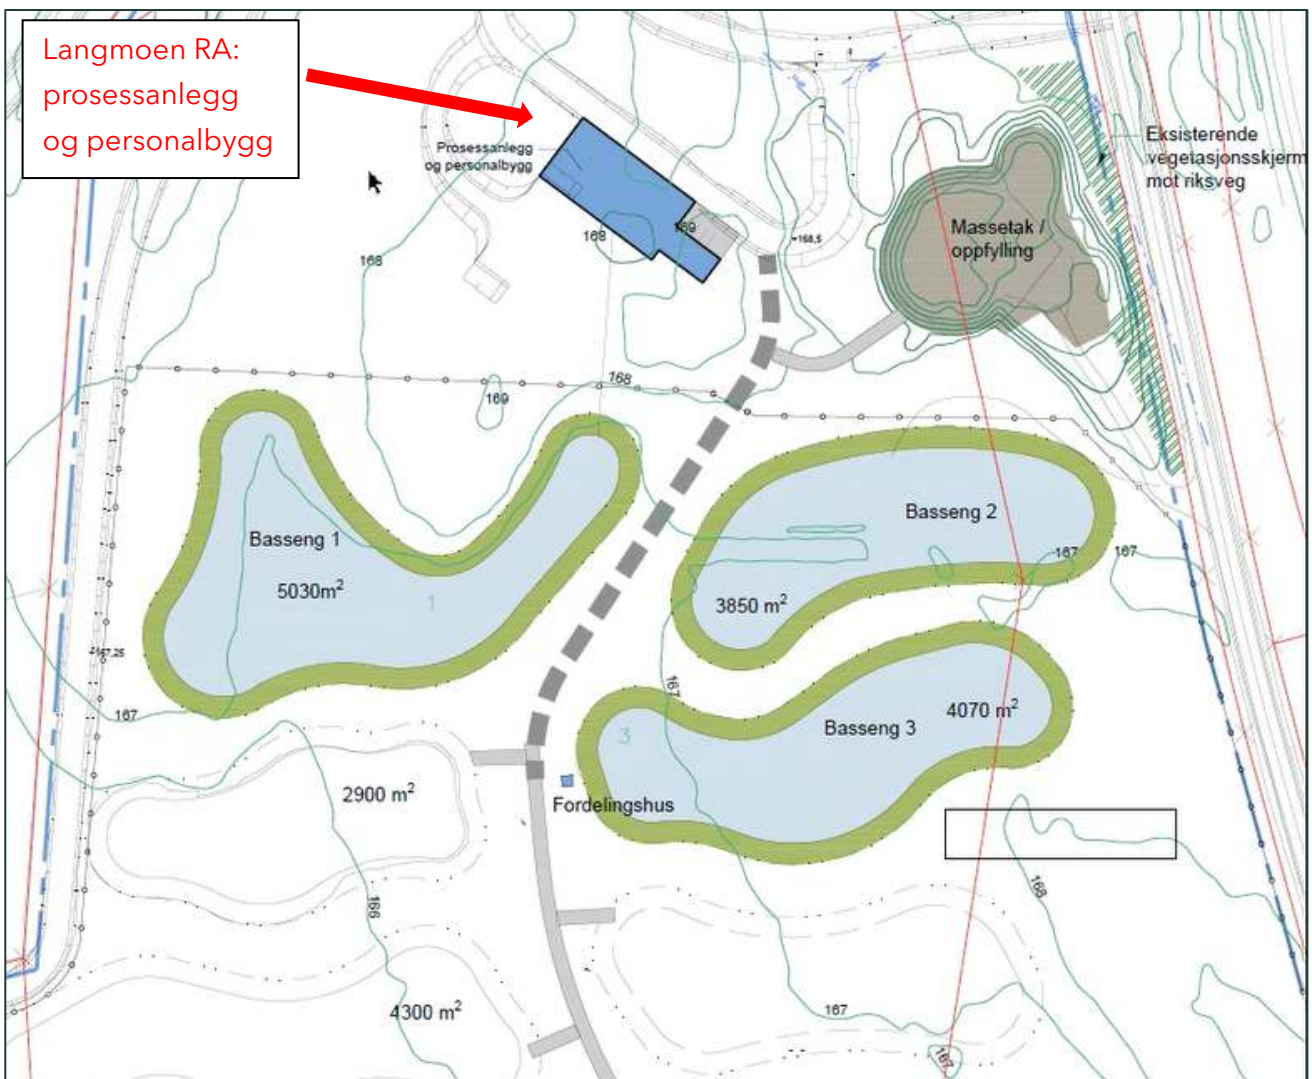 Langmoen RA:
prosessanlegg
og personalbygg
Prosessanlegg
og personalbygg
Eksisterende
vegetasjonsskjerm
mot riksveg
Massetak /
oppfylling
168
169
168,5
168
168
169
Basseng 1
5030m²
1
Basseng 2
3850 m²
167
167
167,25
167
167
Basseng 3
4070 m²
3
2900 m²
Fordelingshus
166
168
4300 m²
167
167